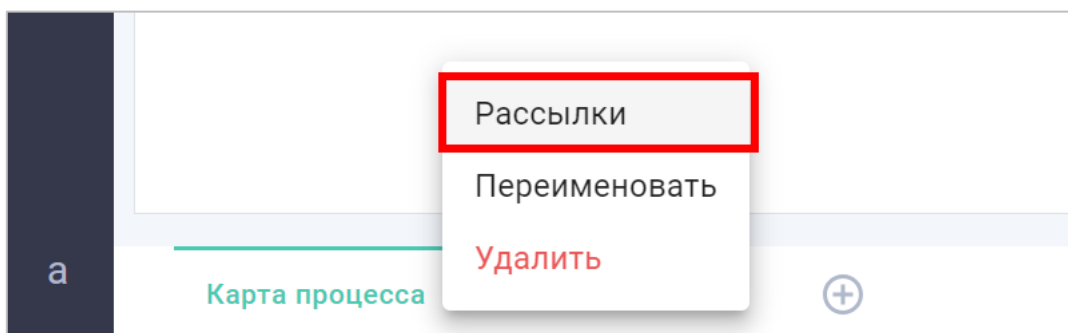 Рассылки
Переименовать
Удалить
а
Карта процесса